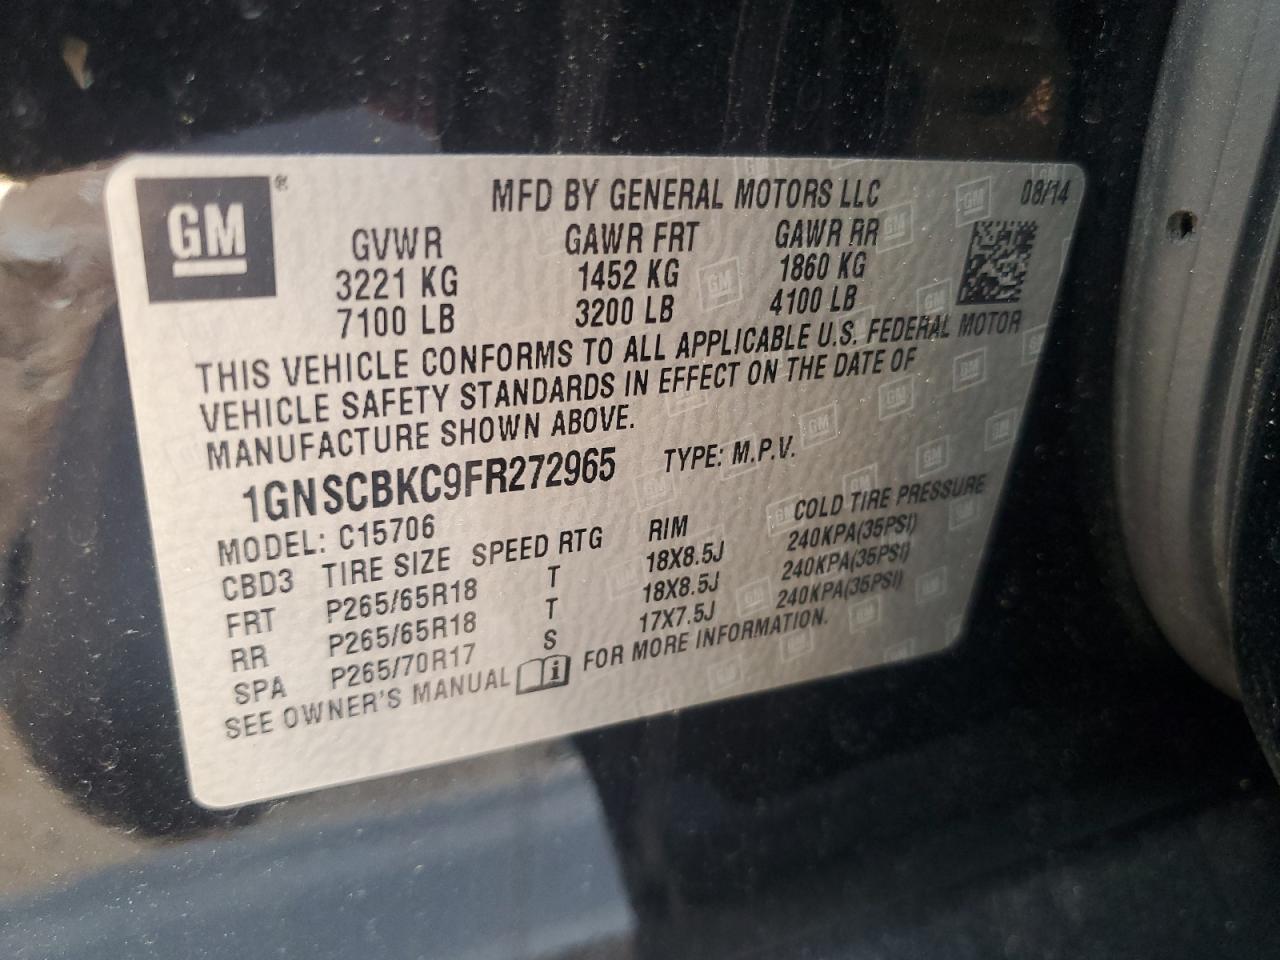 GM®
MFD BY GENERAL MOTORS LLC 08/14
GVWR GAWR FRT GAWR RR
3221 KG 1452 KG 1860 KG
7100 LB 3200 LB 4100 LB
THIS VEHICLE CONFORMS TO ALL APPLICABLE U.S. FEDERAL MOTOR
VEHICLE SAFETY STANDARDS IN EFFECT ON THE DATE OF
MANUFACTURE SHOWN ABOVE.
1GNSCBKC9FR272965 TYPE: M.P.V.
MODEL: C15706
CBD3 TIRE SIZE SPEED RTG RIM COLD TIRE PRESSURE
FRT P265/65R18 T 18X8.5J 240KPA(35PSI)
RR P265/65R18 T 18X8.5J 240KPA(35PSI)
SPA P265/70R17 S 17X7.5J 240KPA(35PSI)
SEE OWNER'S MANUAL i FOR MORE INFORMATION.